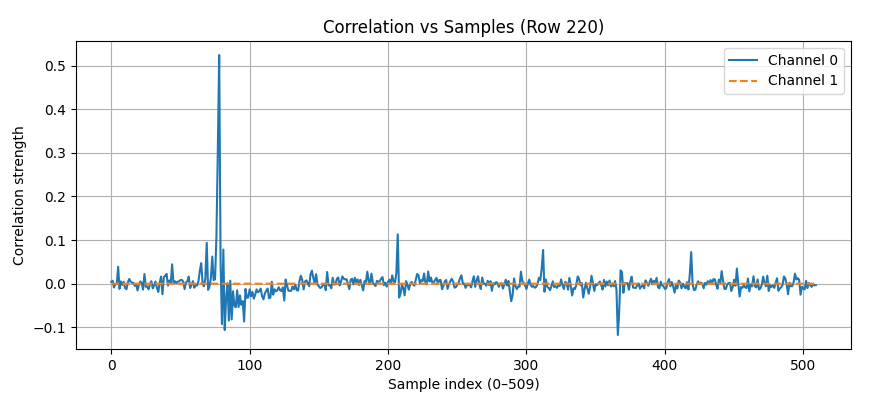 Correlation vs Samples (Row 220)
Channel 0
Channel 1
Correlation strength
0.5
0.4
0.3
0.2
0.1
0.0
−0.1
0
100
200
300
400
500
Sample index (0–509)